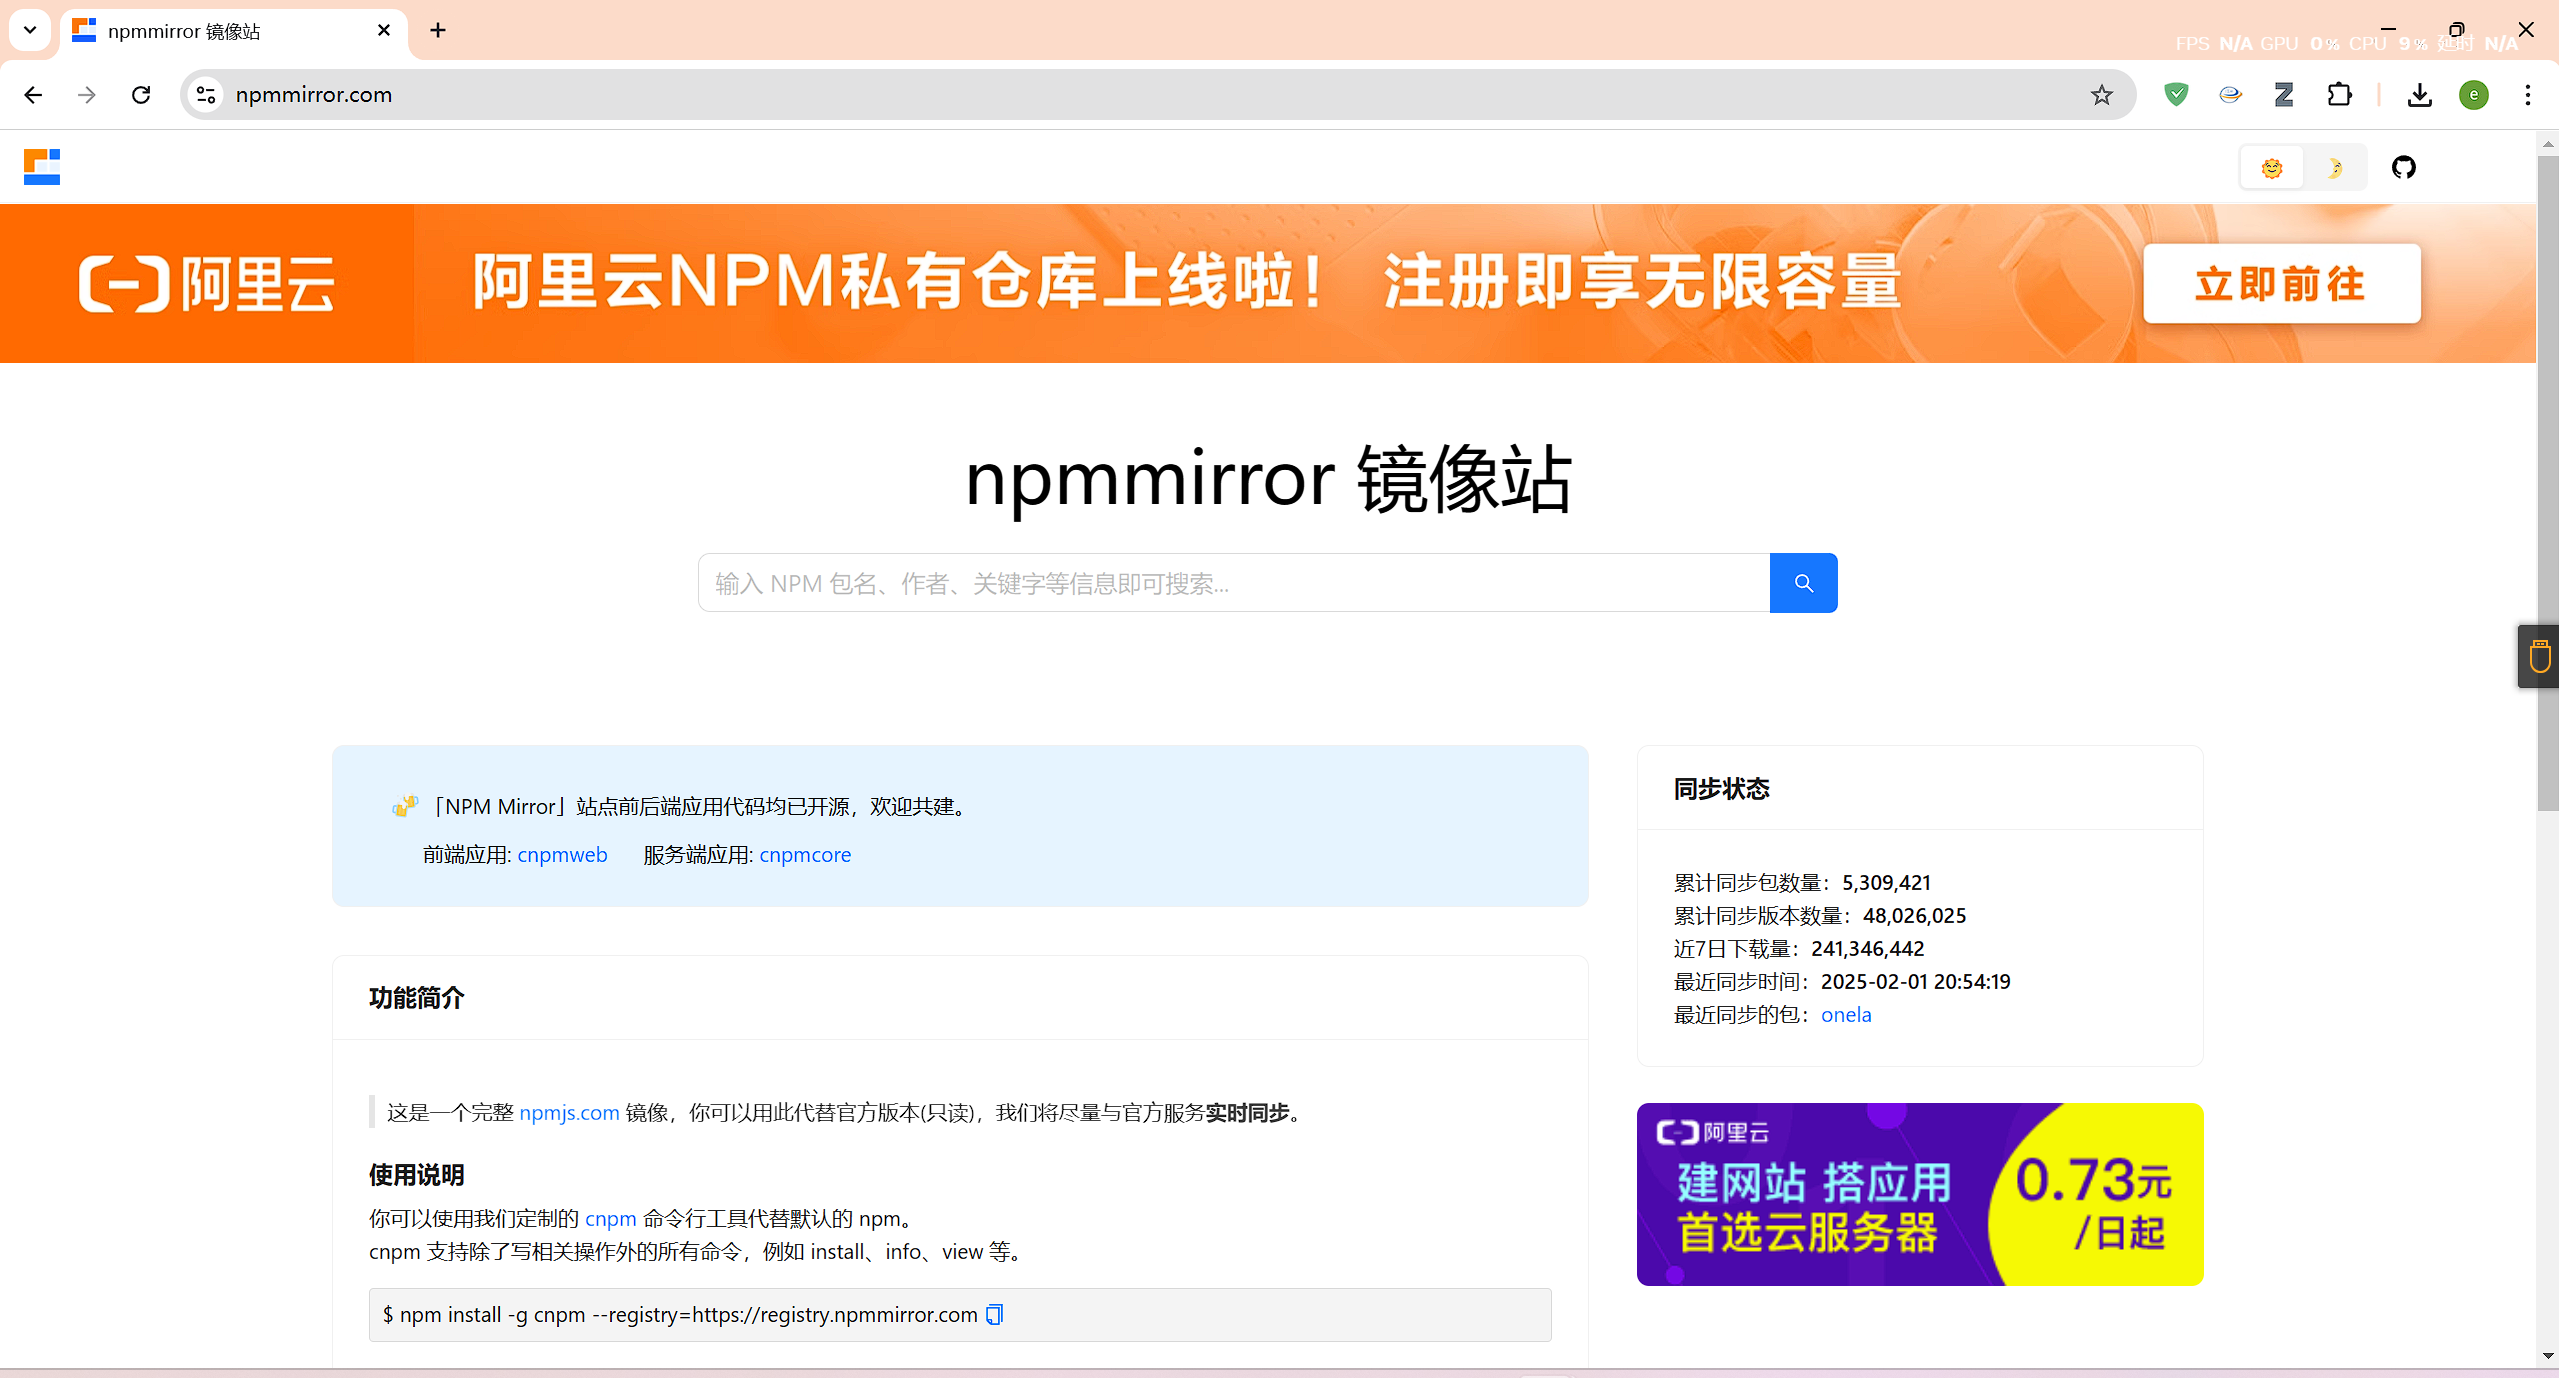 npmmirror 镜像站
FPS N/A GPU 0% CPU 9% 延时 N/A
npmmirror.com
e
阿里云
阿里云NPM私有仓库上线啦！ 注册即享无限容量
立即前往
npmmirror 镜像站
输入 NPM 包名、作者、关键字等信息即可搜索...
「NPM Mirror」站点前后端应用代码均已开源，欢迎共建。
前端应用: cnpmweb 服务端应用: cnpmcore
功能简介
这是一个完整 npmjs.com 镜像，你可以用此代替官方版本(只读)，我们将尽量与官方服务实时同步。
使用说明
你可以使用我们定制的 cnpm 命令行工具代替默认的 npm。
cnpm 支持除了写相关操作外的所有命令，例如 install、info、view 等。
$ npm install -g cnpm --registry=https://registry.npmmirror.com
同步状态
累计同步包数量：5,309,421
累计同步版本数量：48,026,025
近7日下载量：241,346,442
最近同步时间：2025-02-01 20:54:19
最近同步的包：onela
阿里云
建网站 搭应用
首选云服务器
0.73元
/日起